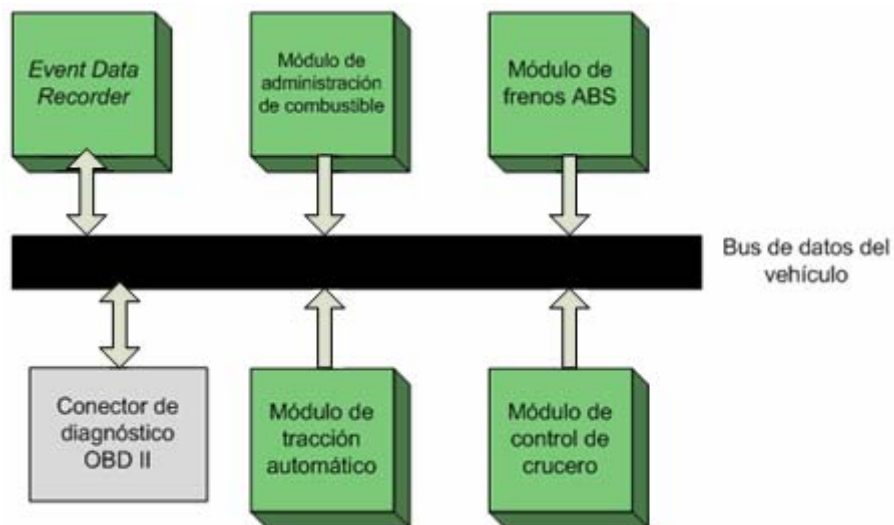 Event Data
Recorder
Módulo de
administración
de combustible
Módulo de
frenos ABS
Bus de datos del
vehículo
Conector de
diagnóstico
OBD II
Módulo de
tracción
automático
Módulo de
control de
crucero